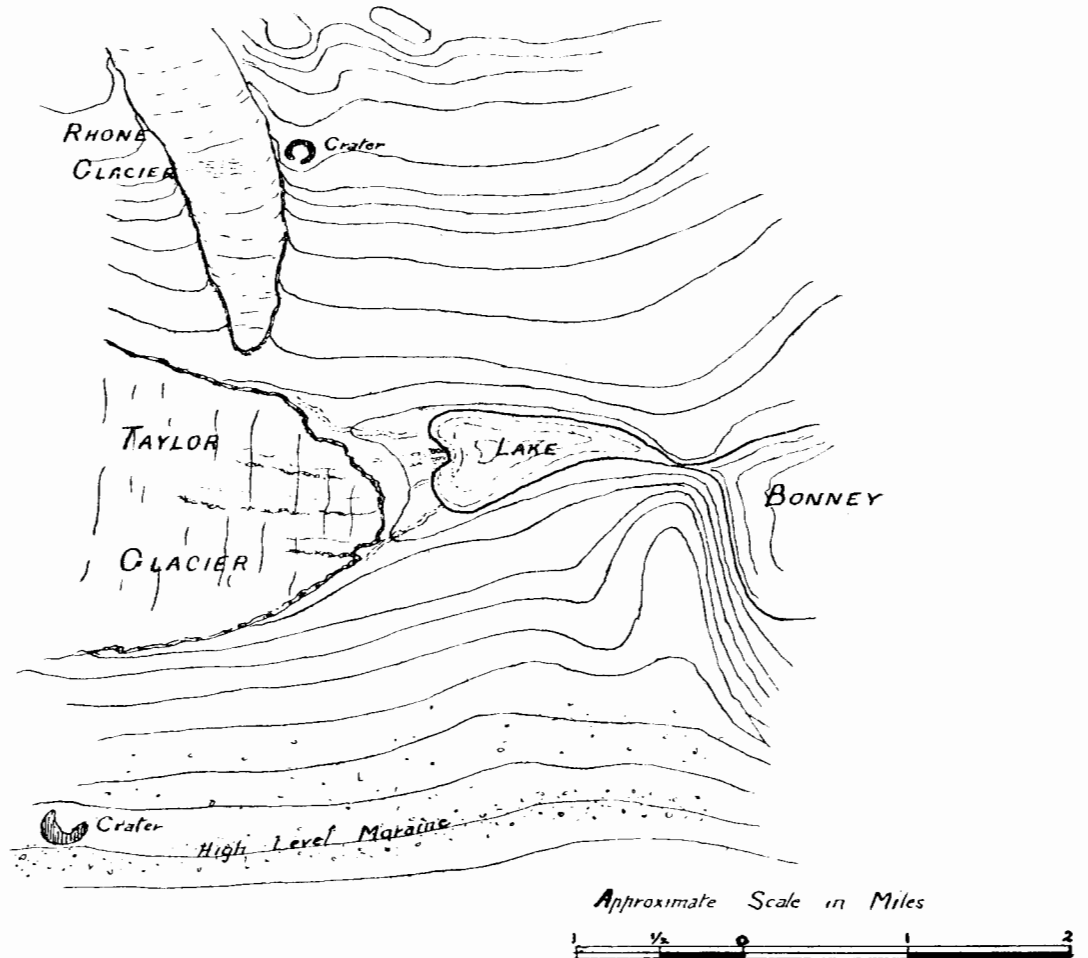 RHONE
GLACIER
Crater
TAYLOR
GLACIER
LAKE
BONNEY
Crater
High Level Moraine
Approximate Scale in Miles
1 1/2 0 1 2